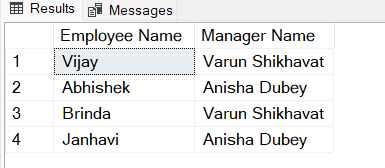 Results Messages
Employee Name Manager Name
1 Vijay Varun Shikhavat
2 Abhishek Anisha Dubey
3 Brinda Varun Shikhavat
4 Janhavi Anisha Dubey